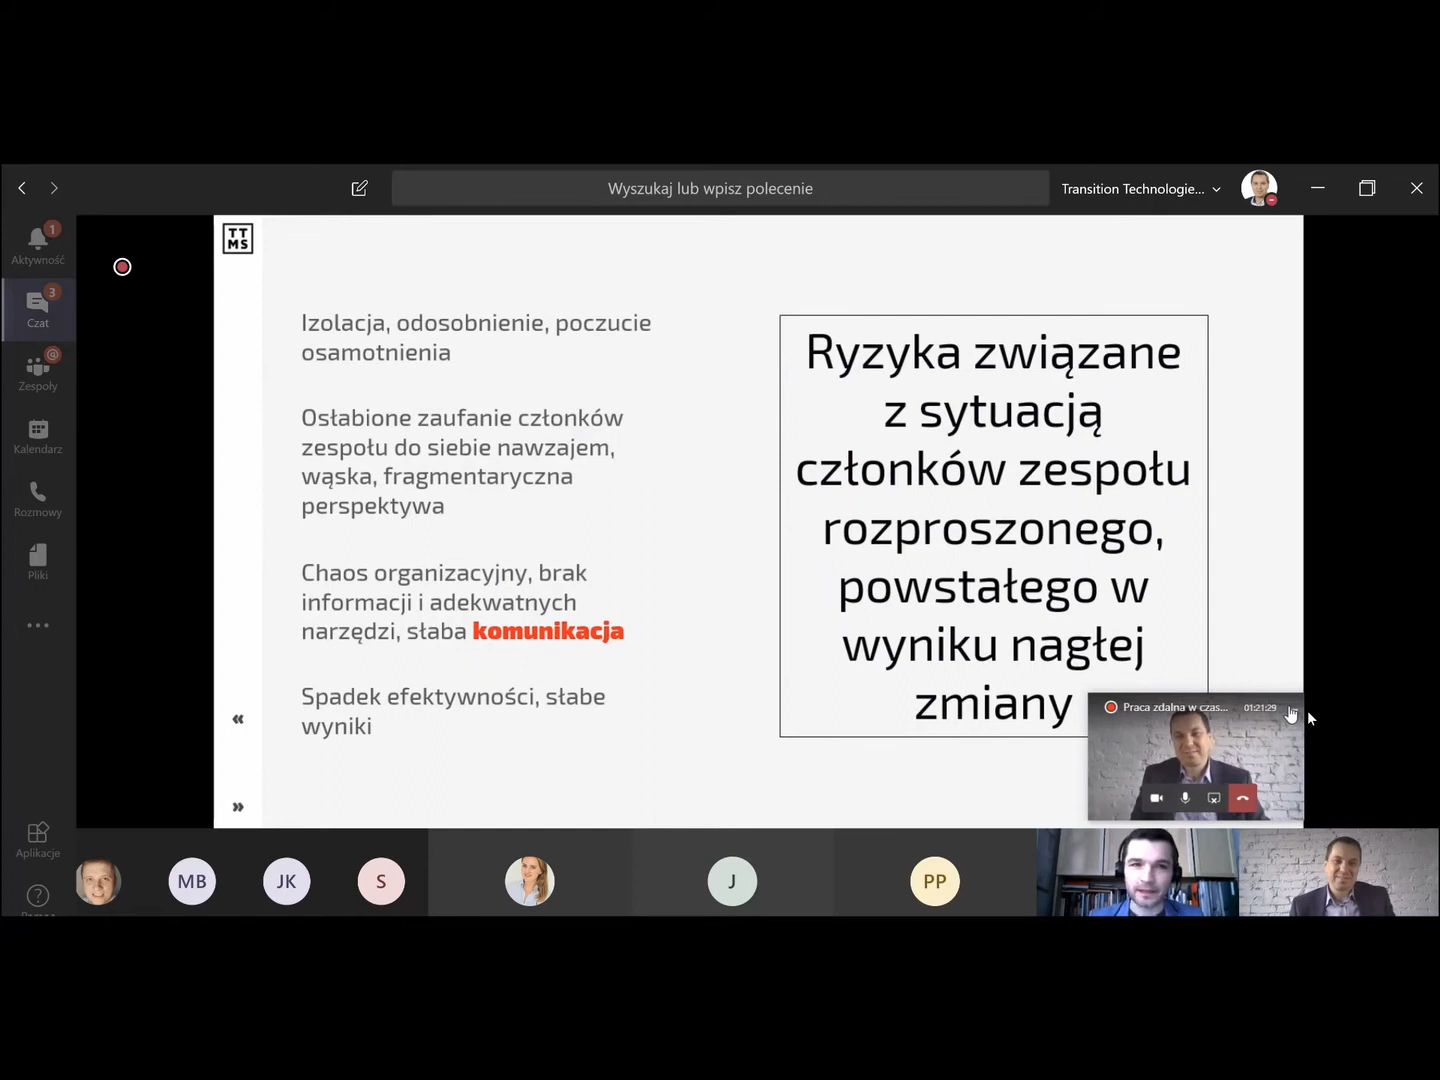 Wyszukaj lub wpisz polecenie
Transition Technologie...
1
Aktywność
3
Czat
@
Zespoły
Kalendarz
Rozmowy
Pliki
Aplikacje
TT
MS
Izolacja, odosobnienie, poczucie
osamotnienia
Osłabione zaufanie członków
zespołu do siebie nawzajem,
wąska, fragmentaryczna
perspektywa
Chaos organizacyjny, brak
informacji i adekwatnych
narzędzi, słaba komunikacja
Spadek efektywności, słabe
wyniki
«
»
Ryzyka związane
z sytuacją
członków zespołu
rozproszonego,
powstałego w
wyniku nagłej
zmiany
Praca zdalna w czas... 01:21:29
MB
JK
S
J
PP